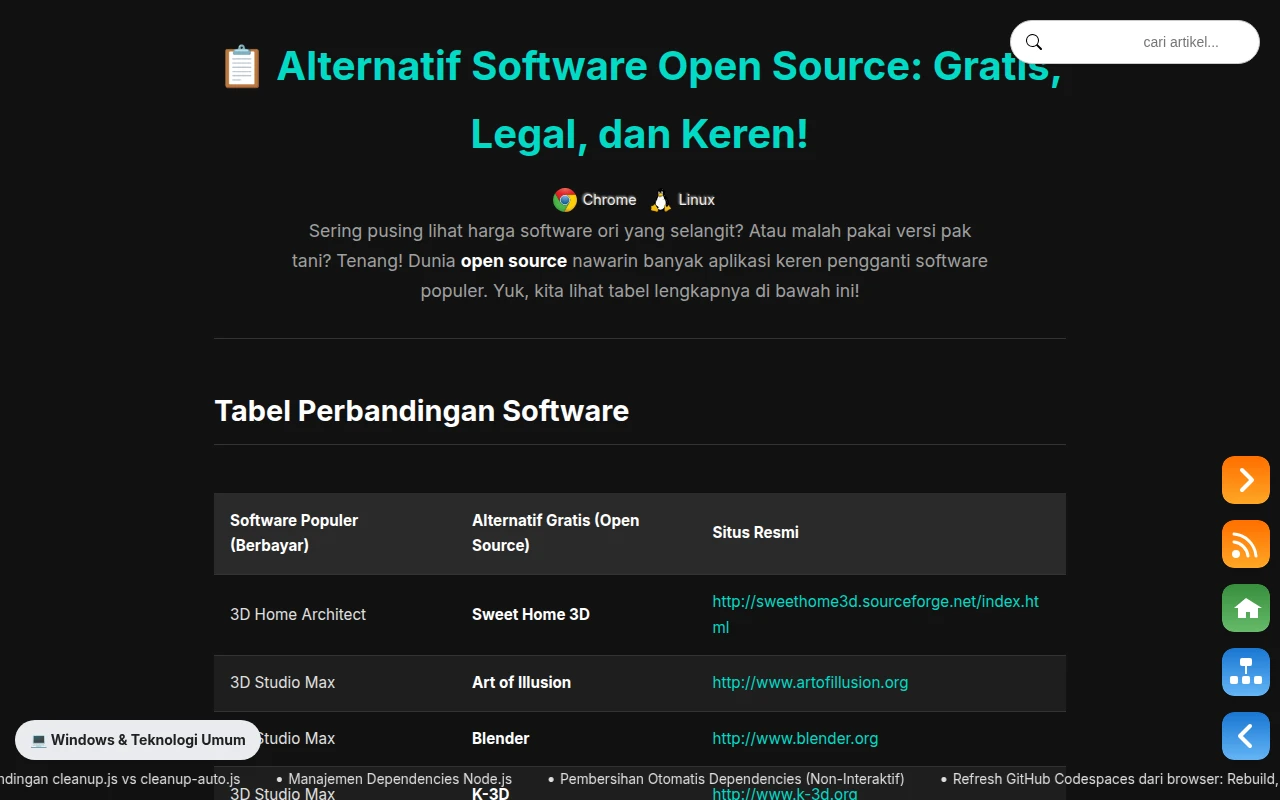 cari artikel...
📋 Alternatif Software Open Source: Gratis,
Legal, dan Keren!
Chrome Linux
Sering pusing lihat harga software ori yang selangit? Atau malah pakai versi pak
tani? Tenang! Dunia open source nawarin banyak aplikasi keren pengganti software
populer. Yuk, kita lihat tabel lengkapnya di bawah ini!
Tabel Perbandingan Software
Software Populer
(Berbayar)
Alternatif Gratis (Open
Source)
Situs Resmi
3D Home Architect
Sweet Home 3D
http://sweethome3d.sourceforge.net/index.ht
ml
3D Studio Max
Art of Illusion
http://www.artofillusion.org
Studio Max
Blender
http://www.blender.org
💻 Windows & Teknologi Umum
3D Studio Max
K-3D
http://www.k-3d.org
ndingan cleanup.js vs cleanup-auto.js • Manajemen Dependencies Node.js • Pembersihan Otomatis Dependencies (Non-Interaktif) • Refresh GitHub Codespaces dari browser: Rebuild,